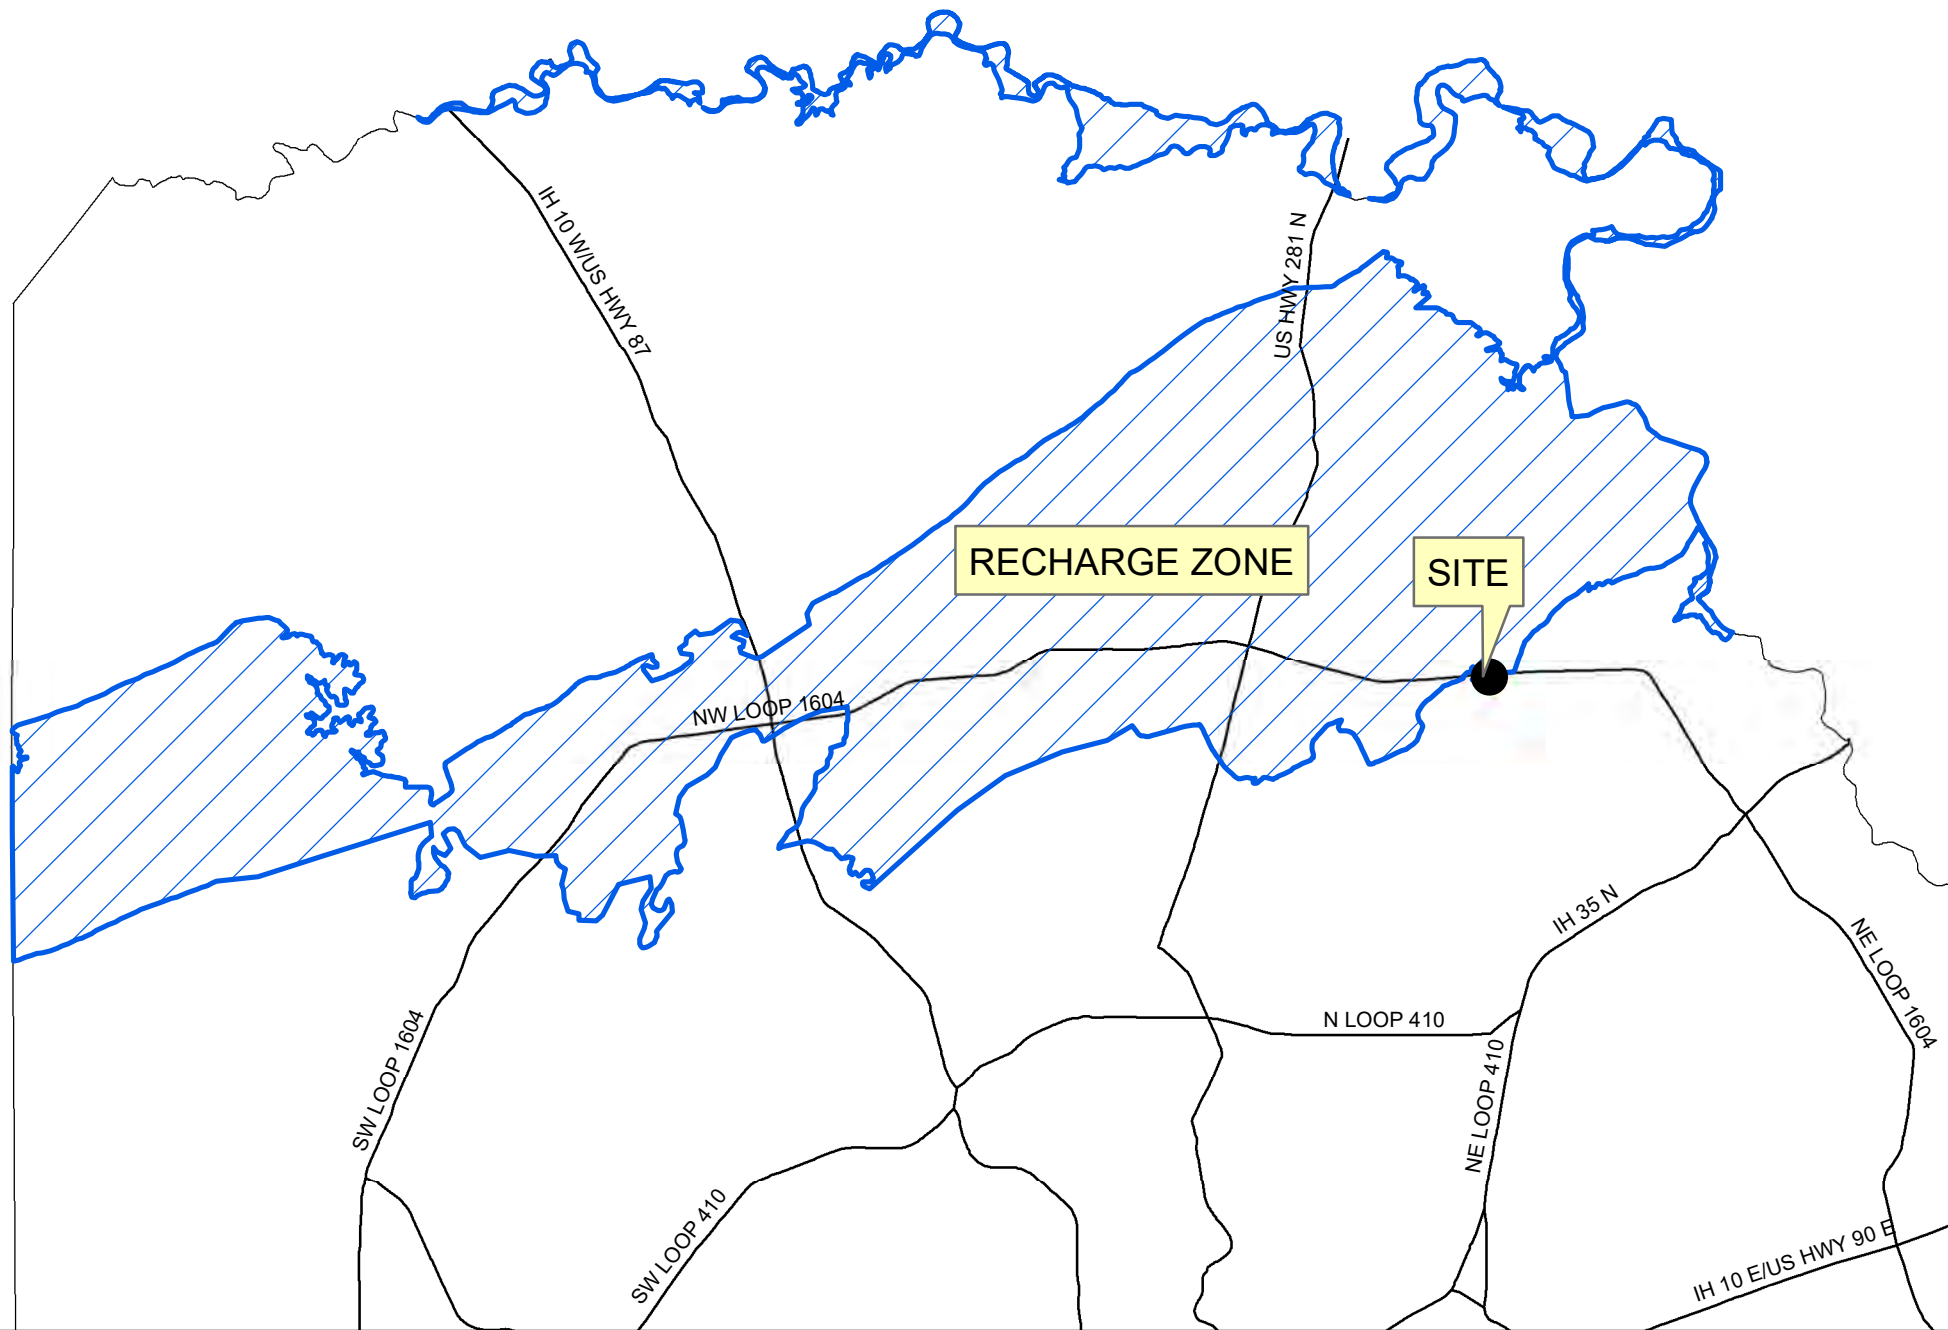 IH 10 W/US HWY 87
US HWY 281 N
RECHARGE ZONE
SITE
NW LOOP 1604
IH 35 N
NE LOOP 1604
N LOOP 410
SW LOOP 1604
NE LOOP 410
SW LOOP 410
IH 10 E/US HWY 90 E